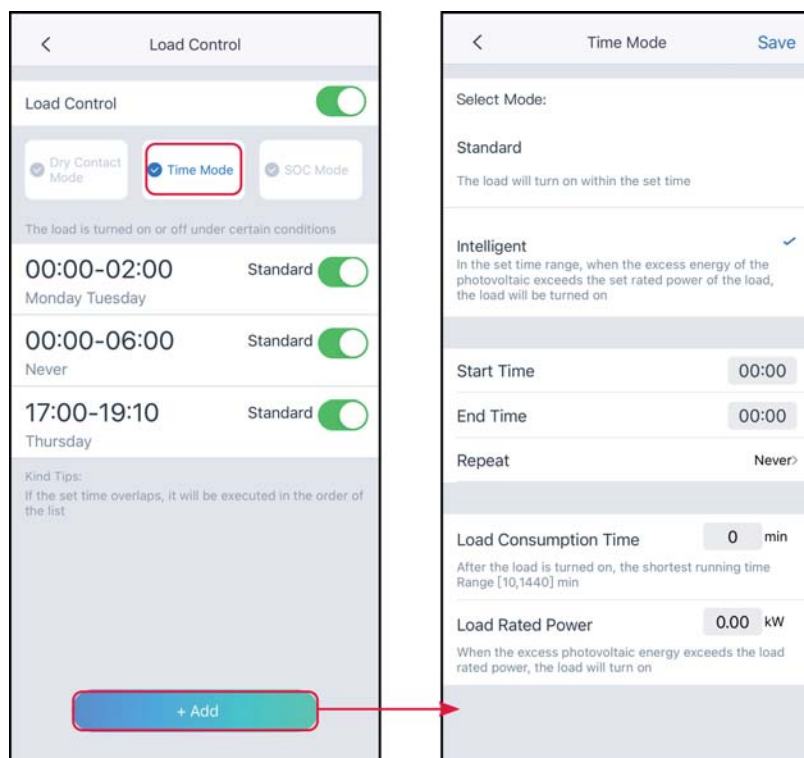 Load Control
Load Control
Dry Contact
Mode
Time Mode
SOC Mode
The load is turned on or off under certain conditions
00:00-02:00
Standard
Monday Tuesday
00:00-06:00
Standard
Never
17:00-19:10
Standard
Thursday
Kind Tips:
If the set time overlaps, it will be executed in the order of
the list
+ Add
Time Mode
Save
Select Mode:
Standard
The load will turn on within the set time
Intelligent
In the set time range, when the excess energy of the
photovoltaic exceeds the set rated power of the load,
the load will be turned on
Start Time
00:00
End Time
00:00
Repeat
Never>
Load Consumption Time
0 min
After the load is turned on, the shortest running time
Range [10,1440] min
Load Rated Power
0.00 kW
When the excess photovoltaic energy exceeds the load
rated power, the load will turn on